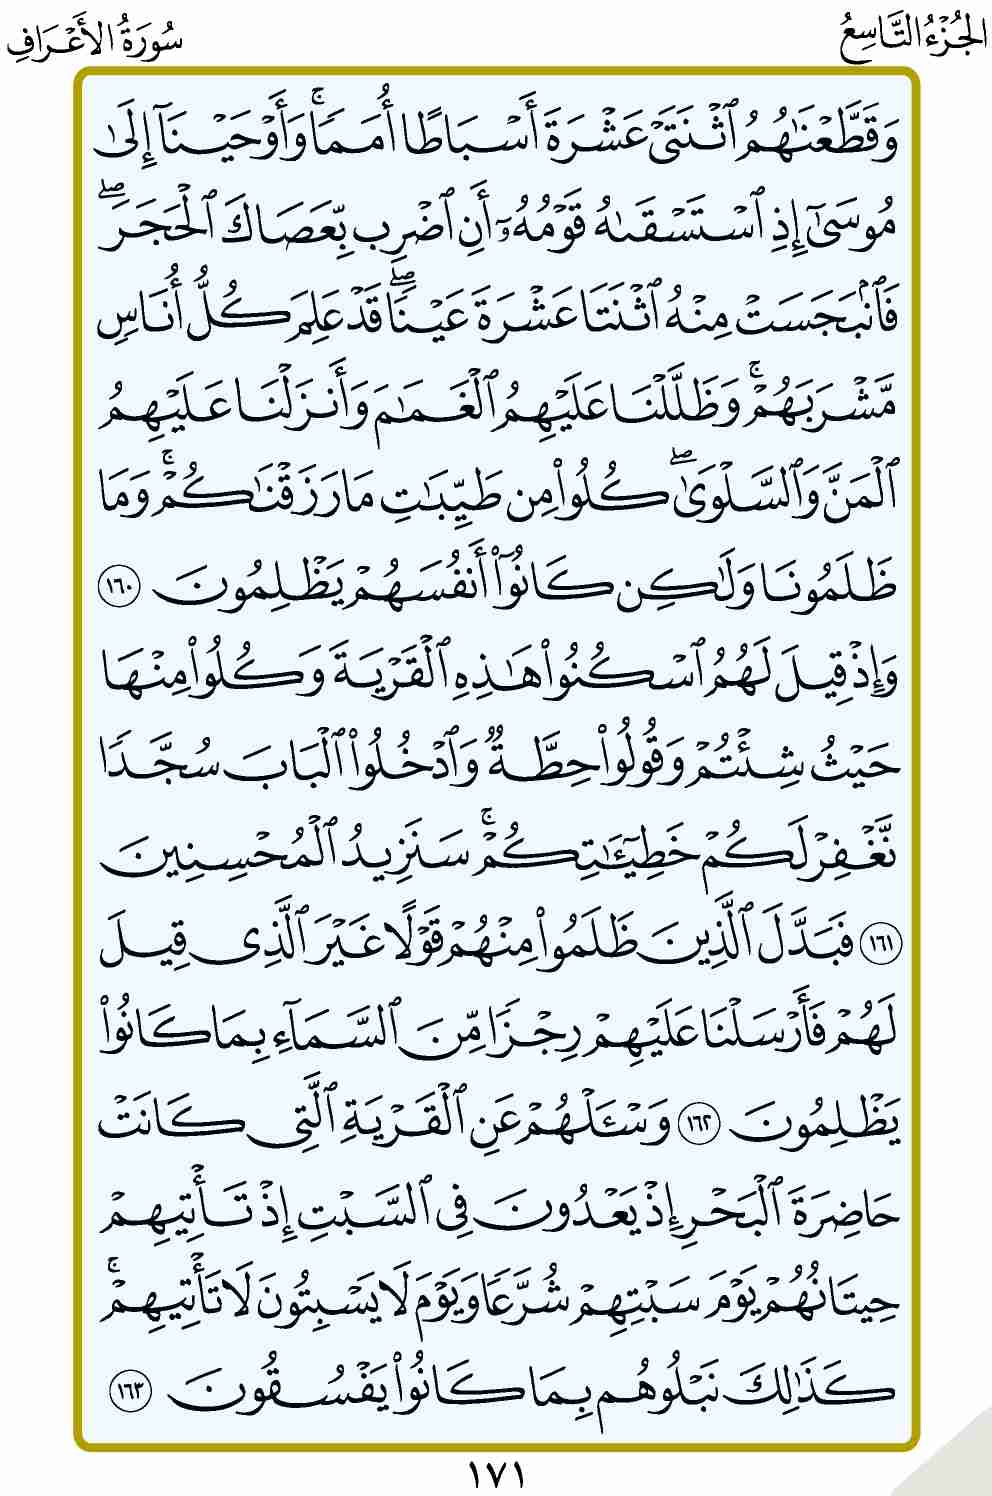 الجُزْءُ التَّاسِعُ
سُورَةُ الأَعْرَافِ
وَقَطَّعْنَٰهُمُ ٱثْنَتَىْ عَشْرَةَ أَسْبَاطًا أُمَمًا ۚ وَأَوْحَيْنَآ إِلَىٰ
مُوسَىٰٓ إِذِ ٱسْتَسْقَىٰهُ قَوْمُهُۥٓ أَنِ ٱضْرِب بِّعَصَاكَ ٱلْحَجَرَ ۖ
فَٱنۢبَجَسَتْ مِنْهُ ٱثْنَتَا عَشْرَةَ عَيْنًا ۖ قَدْ عَلِمَ كُلُّ أُنَاسٍ
مَّشْرَبَهُمْ ۚ وَظَلَّلْنَا عَلَيْهِمُ ٱلْغَمَٰمَ وَأَنزَلْنَا عَلَيْهِمُ
ٱلْمَنَّ وَٱلسَّلْوَىٰ ۖ كُلُوا۟ مِن طَيِّبَٰتِ مَا رَزَقْنَٰكُمْ ۚ وَمَا
ظَلَمُونَا وَلَٰكِن كَانُوٓا۟ أَنفُسَهُمْ يَظْلِمُونَ ١٦٠
وَإِذْ قِيلَ لَهُمُ ٱسْكُنُوا۟ هَٰذِهِ ٱلْقَرْيَةَ وَكُلُوا۟ مِنْهَا
حَيْثُ شِئْتُمْ وَقُولُوا۟ حِطَّةٌ وَٱدْخُلُوا۟ ٱلْبَابَ سُجَّدًا
نَّغْفِرْ لَكُمْ خَطِيٓـَٰٔتِكُمْ ۚ سَنَزِيدُ ٱلْمُحْسِنِينَ
١٦١ فَبَدَّلَ ٱلَّذِينَ ظَلَمُوا۟ مِنْهُمْ قَوْلًا غَيْرَ ٱلَّذِى قِيلَ
لَهُمْ فَأَرْسَلْنَا عَلَيْهِمْ رِجْزًا مِّنَ ٱلسَّمَآءِ بِمَا كَانُوا۟
يَظْلِمُونَ ١٦٢ وَسْـَٔلْهُمْ عَنِ ٱلْقَرْيَةِ ٱلَّتِى كَانَتْ
حَاضِرَةَ ٱلْبَحْرِ إِذْ يَعْدُونَ فِى ٱلسَّبْتِ إِذْ تَأْتِيهِمْ
حِيتَانُهُمْ يَوْمَ سَبْتِهِمْ شُرَّعًا وَيَوْمَ لَا يَسْبِتُونَ لَا تَأْتِيهِمْ ۚ
كَذَٰلِكَ نَبْلُوهُم بِمَا كَانُوا۟ يَفْسُقُونَ ١٦٣
١٧١